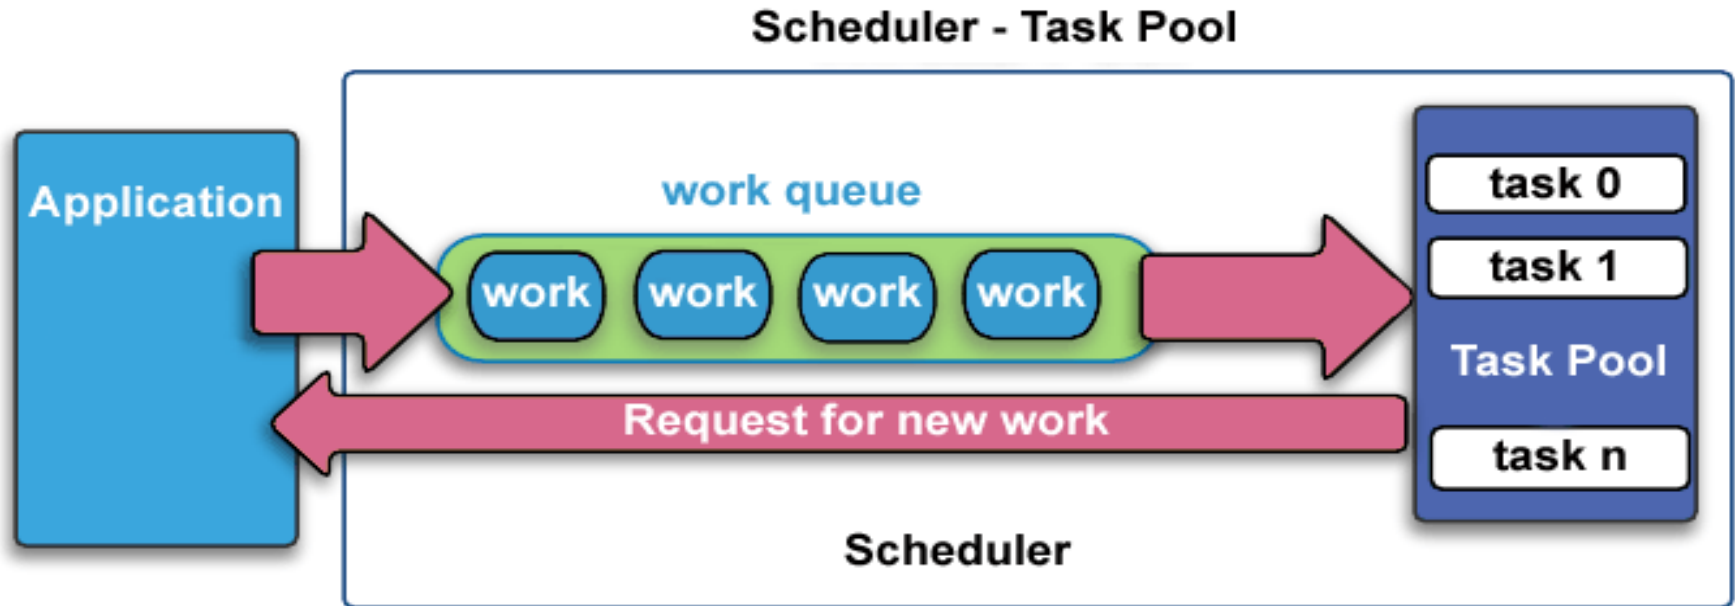 Scheduler - Task Pool
Application
work queue
work work work work
task 0
task 1
Task Pool
task n
Request for new work
Scheduler